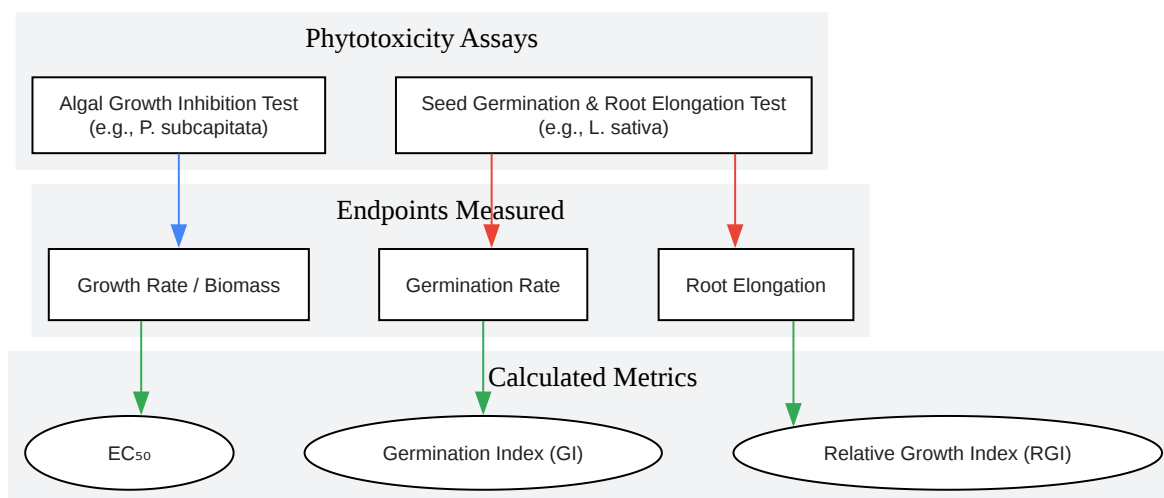 Phytotoxicity Assays
Algal Growth Inhibition Test
(e.g., P. subcapitata)
Seed Germination & Root Elongation Test
(e.g., L. sativa)
Endpoints Measured
Growth Rate / Biomass
Germination Rate
Root Elongation
Calculated Metrics
EC₅₀
Germination Index (GI)
Relative Growth Index (RGI)